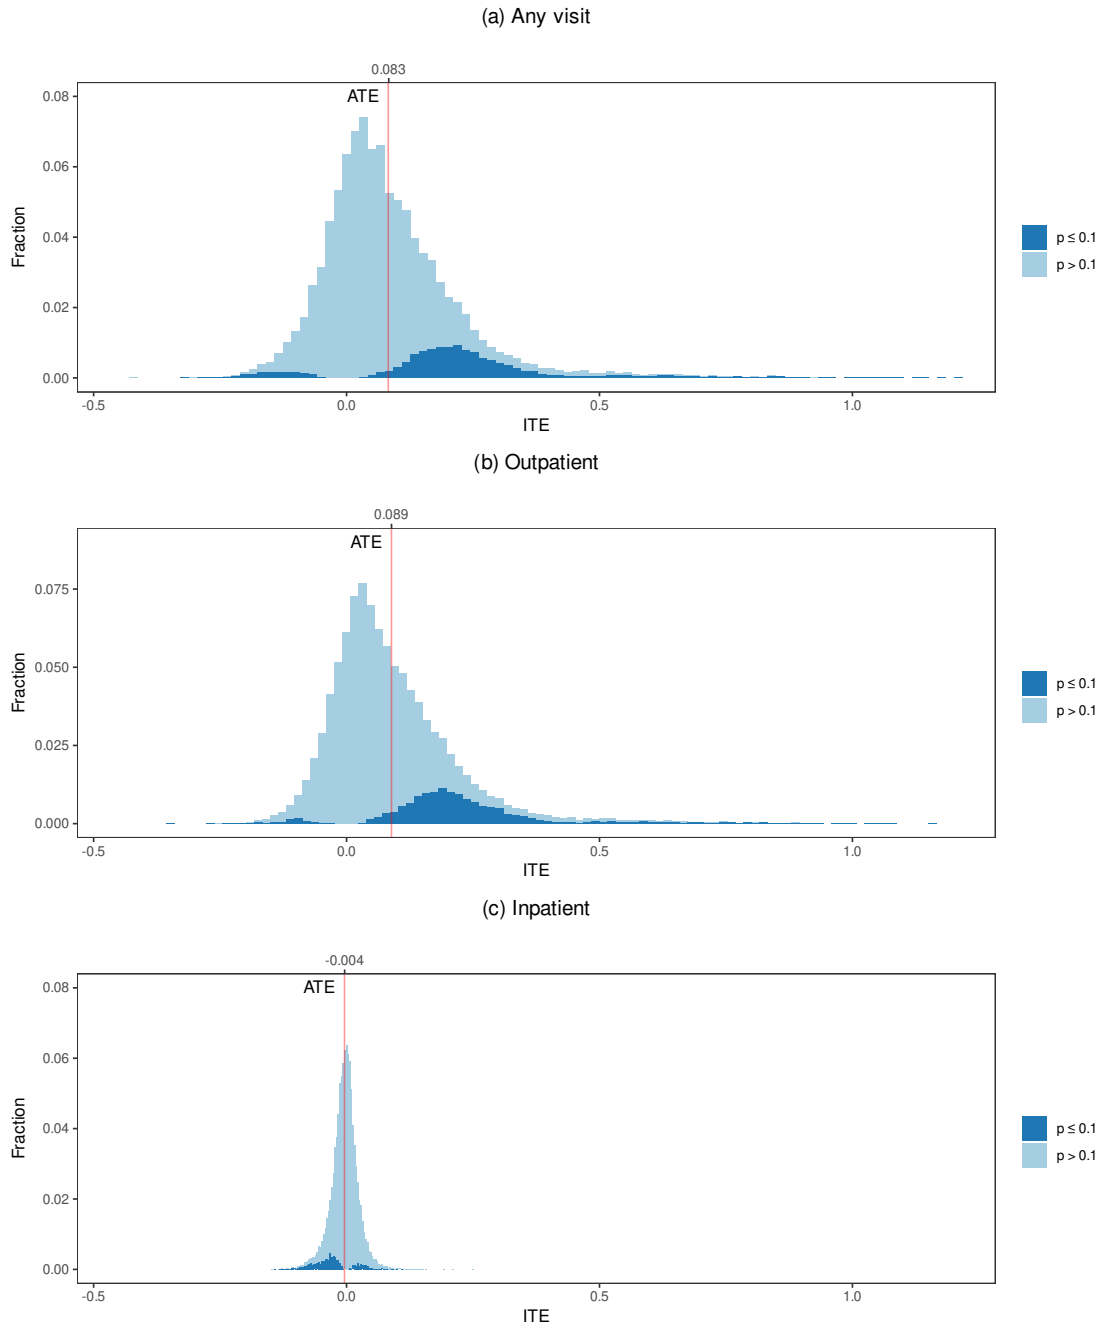 (a) Any visit
0.083
ATE
0.08
0.06
0.04
0.02
0.00
Fraction
-0.5 0.0 0.5 1.0
ITE
p ≤ 0.1
p > 0.1
(b) Outpatient
0.089
ATE
0.075
0.050
0.025
0.000
Fraction
-0.5 0.0 0.5 1.0
ITE
p ≤ 0.1
p > 0.1
(c) Inpatient
-0.004
ATE
0.08
0.06
0.04
0.02
0.00
Fraction
-0.5 0.0 0.5 1.0
ITE
p ≤ 0.1
p > 0.1